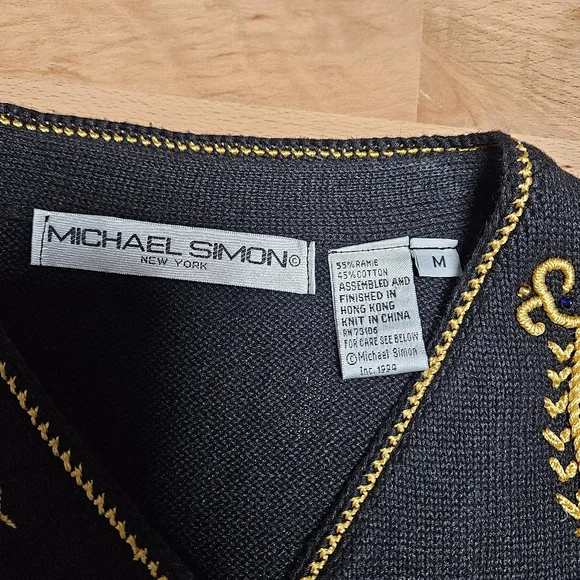 MICHAEL SIMON©
NEW YORK
M
55% RAMIE
45% COTTON
ASSEMBLED AND
FINISHED IN
HONG KONG
KNIT IN CHINA
RN73106
FOR CARE SEE BELOW
©Michael Simon
Inc. 1994